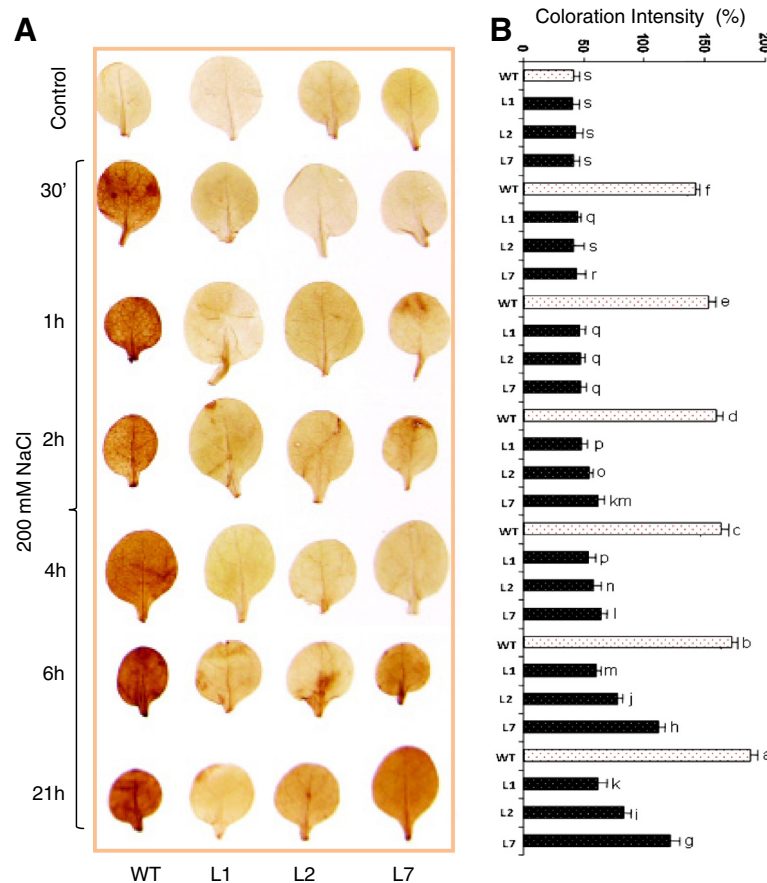 A
Control
30'
1h
2h
4h
6h
21h
200 mM NaCl
WT L1 L2 L7
B
Coloration Intensity (%)
0 50 100 150 200
WT s
L1 s
L2 s
L7 s
WT f
L1 q
L2 s
L7 r
WT e
L1 q
L2 q
L7 q
WT d
L1 p
L2 o
L7 km
WT c
L1 p
L2 n
L7 l
WT b
L1 m
L2 j
L7 h
WT a
L1 k
L2 i
L7 g